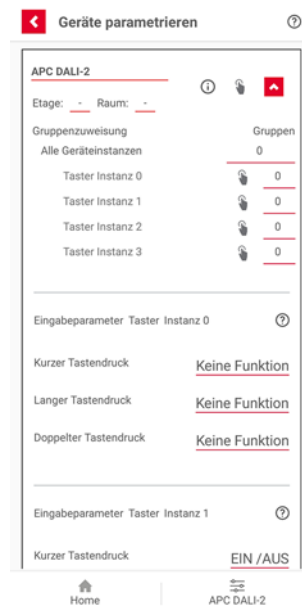 Geräte parametrieren
APC DALI-2
Etage: - Raum: -
Gruppenzuweisung Gruppen
Alle Geräteinstanzen 0
Taster Instanz 0 0
Taster Instanz 1 0
Taster Instanz 2 0
Taster Instanz 3 0
Eingabeparameter Taster Instanz 0
Kurzer Tastendruck Keine Funktion
Langer Tastendruck Keine Funktion
Doppelter Tastendruck Keine Funktion
Eingabeparameter Taster Instanz 1
Kurzer Tastendruck EIN /AUS
Home APC DALI-2